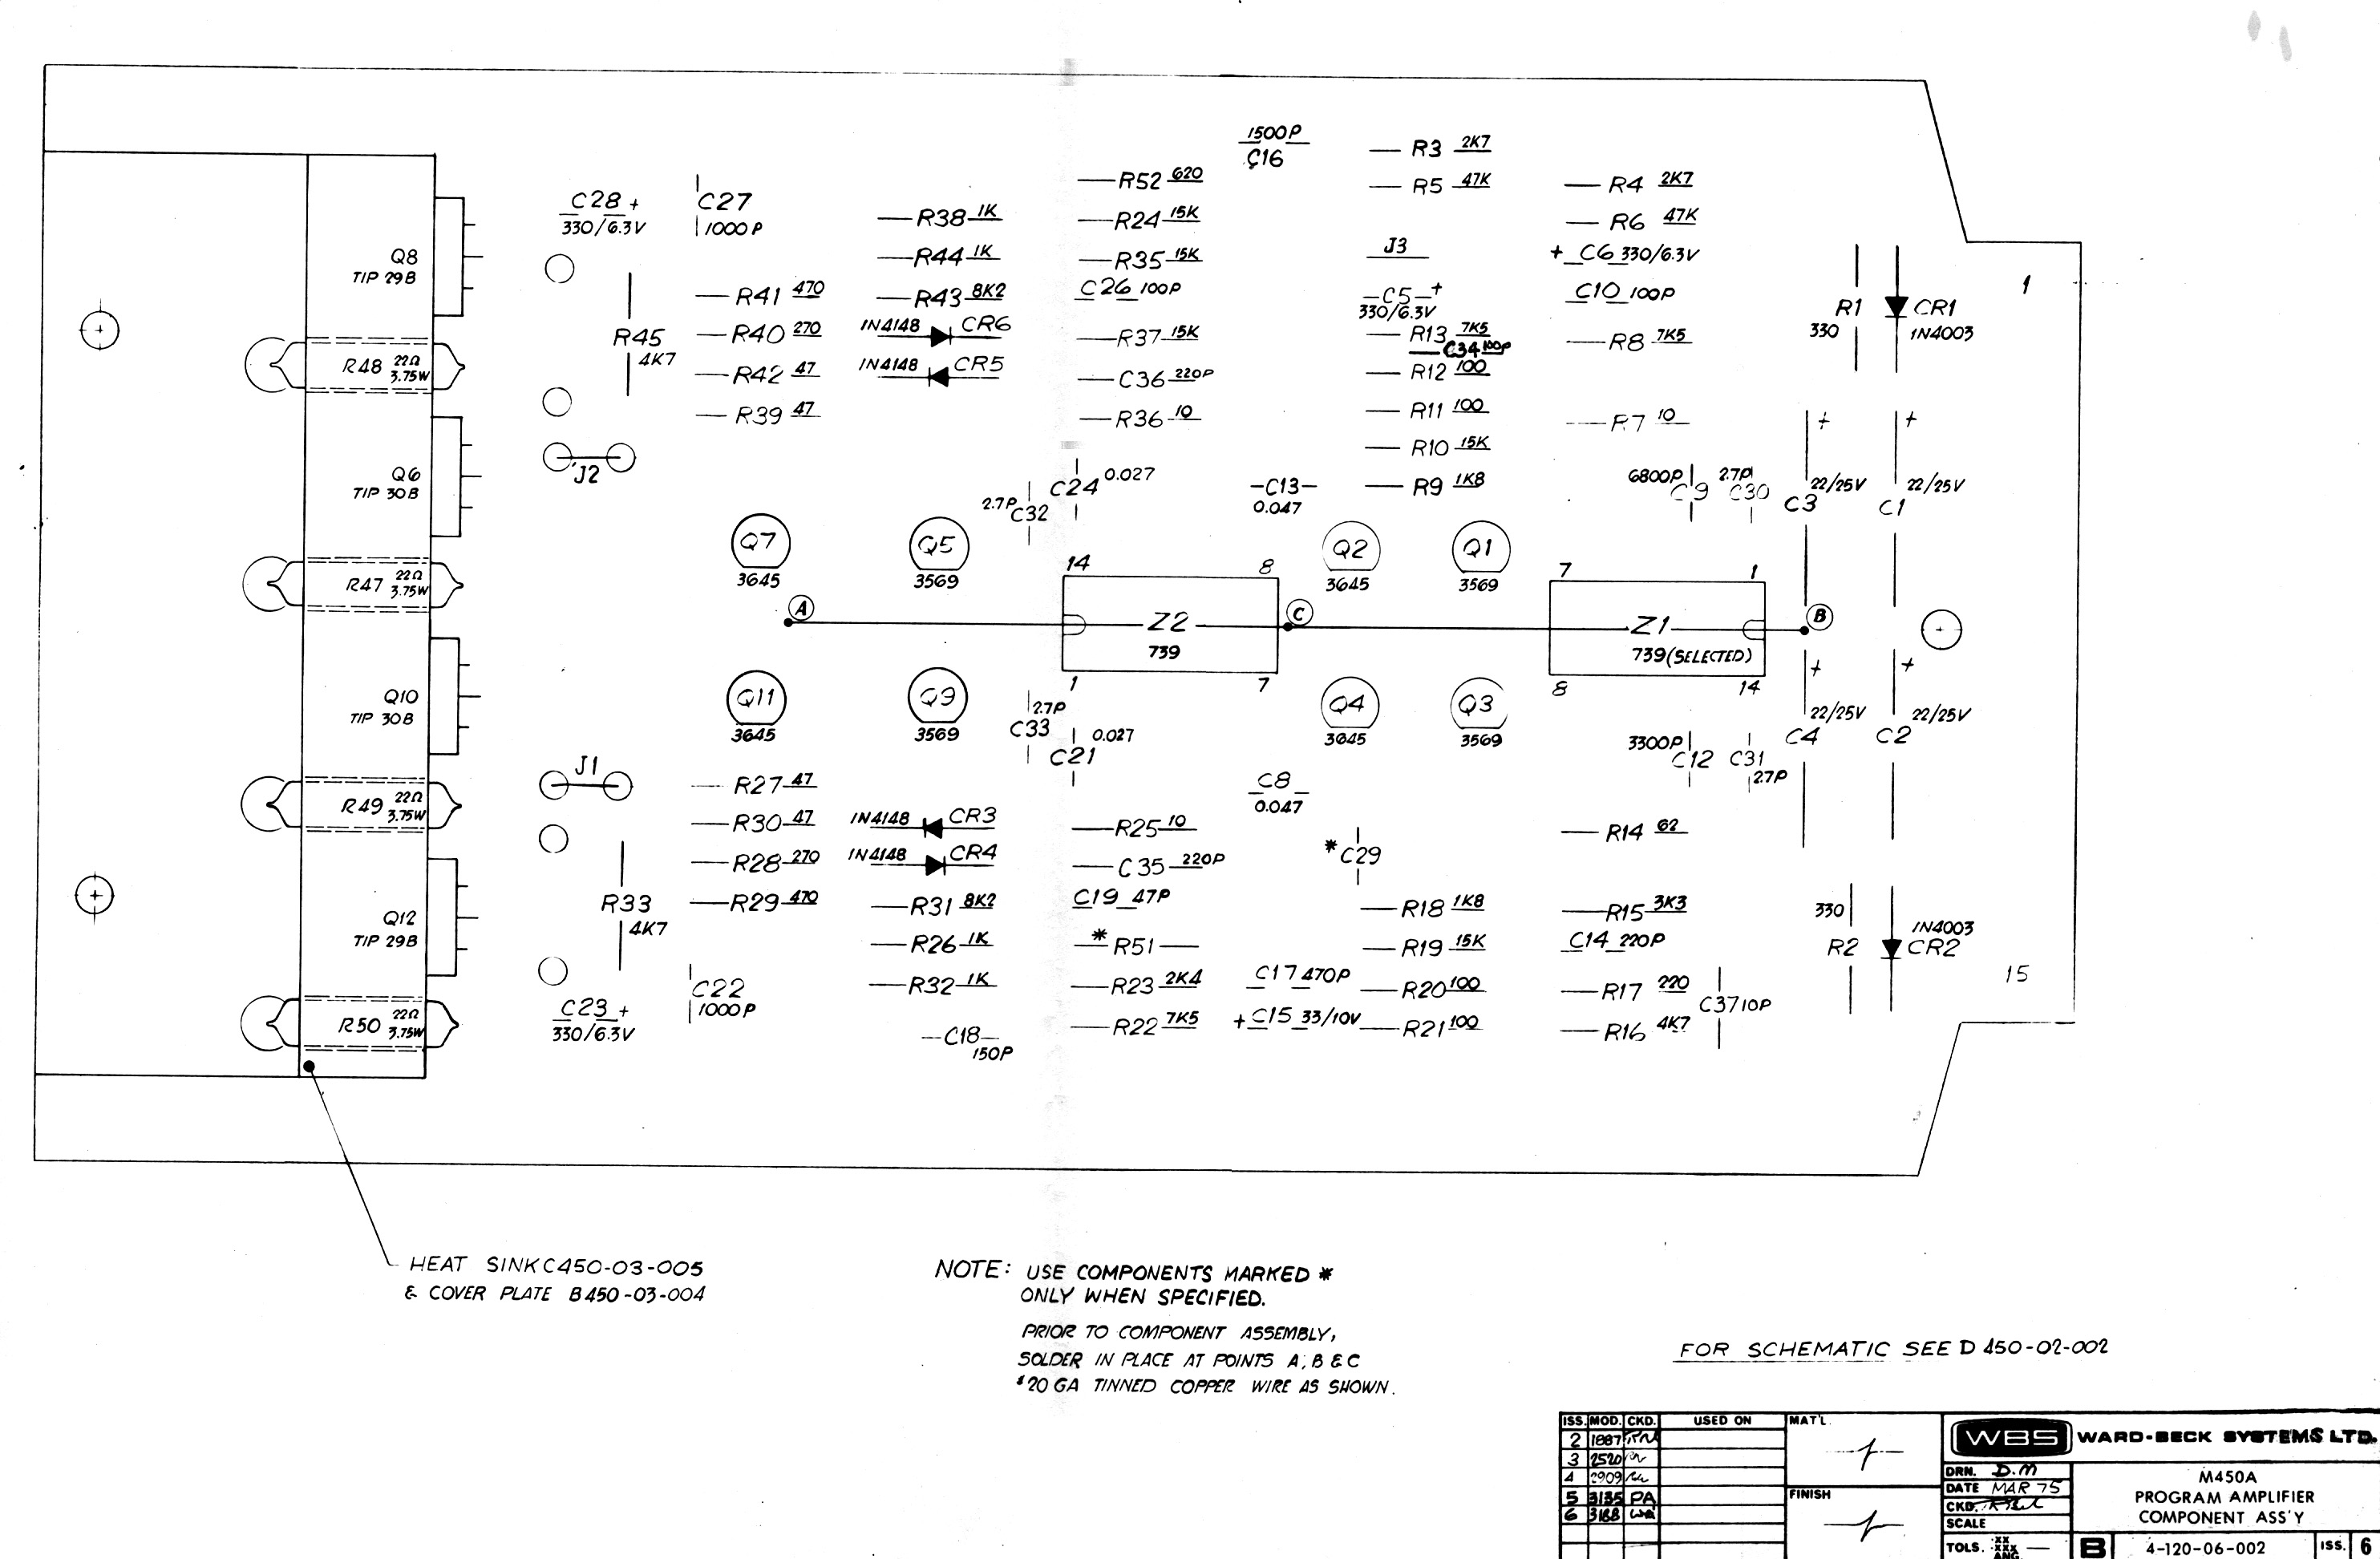 Q8
TIP 29B
R48 22Ω
3.75W
Q6
TIP 30B
R47 22Ω
3.75W
Q10
TIP 30B
R49 22Ω
3.75W
Q12
TIP 29B
R50 22Ω
3.75W
C28 +
330/6.3V
C27
1000P
R45
4K7
J2
R41 470
R40 270
R42 47
R39 47
R38 1K
R44 1K
R43 8K2
1N4148 CR6
1N4148 CR5
R52 620
R24 15K
R35 15K
C26 100P
R37 15K
C36 220P
R36 10
C24 0.027
2.7P C32
1500P
C16
R3 2K7
R5 47K
J3
C5 +
330/6.3V
R13 7K5
C34 100P
R12 100
R11 100
R10 15K
R9 1K8
C13
0.047
R4 2K7
R6 47K
+ C6 330/6.3V
C10 100P
R8 7K5
R7 10
6800P C9
2.7P C30
R1
330
CR1
1N4003
1
+
22/25V
C3
+
22/25V
C1
Q7
3645
Q5
3569
Q2
3645
Q1
3569
14 8
7 1
A
Z2
739
C
Z1
739 (SELECTED)
B
1 7
8 14
Q11
3645
Q9
3569
Q4
3645
Q3
3569
+
22/25V
C4
+
22/25V
C2
2.7P
C33
0.027
C21
3300P
C12
C31
2.7P
J1
R33
4K7
C23 +
330/6.3V
C22
1000P
R27 47
R30 47
R28 270
R29 470
1N4148 CR3
1N4148 CR4
R31 8K2
R26 1K
R32 1K
C18
150P
R25 10
C35 220P
C19 47P
* R51
R23 2K4
R22 7K5
C8
0.047
* C29
C17 470P
+ C15 33/10V
R18 1K8
R19 15K
R20 100
R21 100
R14 62
R15 3K3
C14 220P
R17 220
R16 4K7
C37 10P
330
R2
1N4003
CR2
15
HEAT SINK C450-03-005
& COVER PLATE B450-03-004
NOTE: USE COMPONENTS MARKED *
ONLY WHEN SPECIFIED.
PRIOR TO COMPONENT ASSEMBLY,
SOLDER IN PLACE AT POINTS A, B & C
#20 GA TINNED COPPER WIRE AS SHOWN.
FOR SCHEMATIC SEE D 450-02-002
ISS. MOD. CKD. USED ON MAT'L.
2 1887
3 2520
4 2909
5 3135 PA
6 3188
FINISH
WBS WARD-BECK SYSTEMS LTD.
DRN. D.M
DATE MAR 75
CKD.
SCALE
TOLS. .XX
.XXX
ANG.
M450A
PROGRAM AMPLIFIER
COMPONENT ASS'Y
B 4-120-06-002 ISS. 6